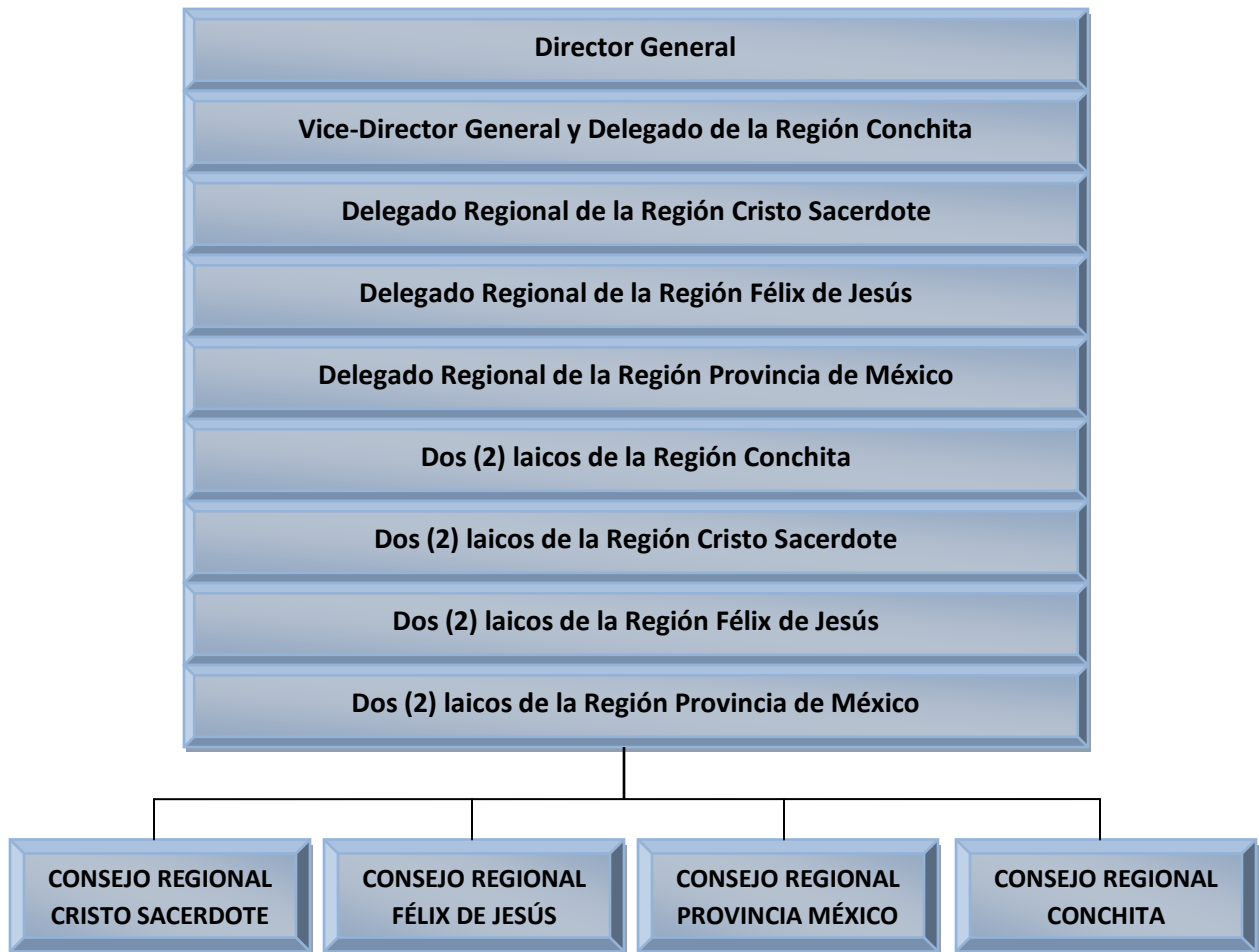 Director General
Vice-Director General y Delegado de la Región Conchita
Delegado Regional de la Región Cristo Sacerdote
Delegado Regional de la Región Félix de Jesús
Delegado Regional de la Región Provincia de México
Dos (2) laicos de la Región Conchita
Dos (2) laicos de la Región Cristo Sacerdote
Dos (2) laicos de la Región Félix de Jesús
Dos (2) laicos de la Región Provincia de México
CONSEJO REGIONAL
CRISTO SACERDOTE
CONSEJO REGIONAL
FÉLIX DE JESÚS
CONSEJO REGIONAL
PROVINCIA MÉXICO
CONSEJO REGIONAL
CONCHITA